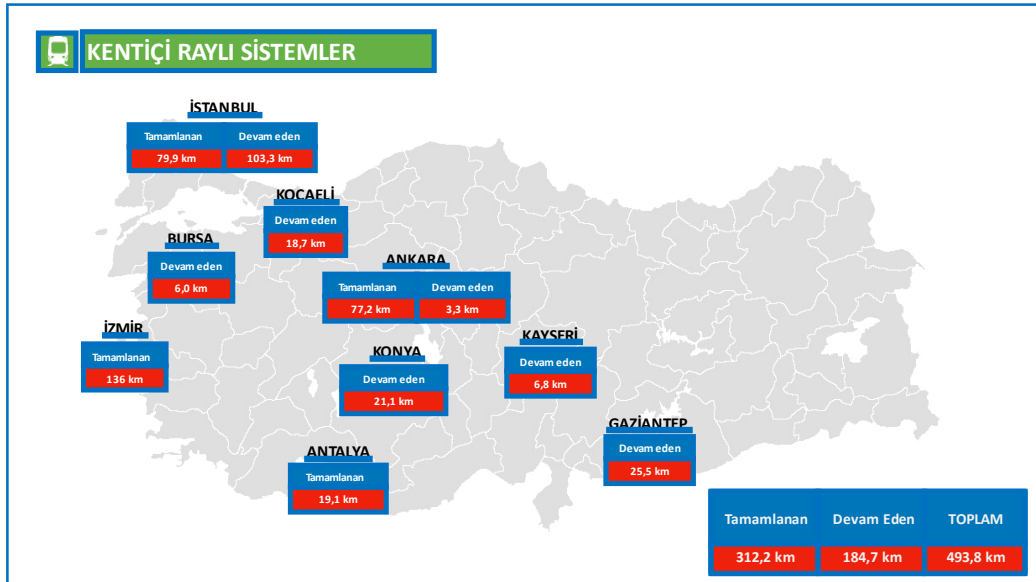 KENTİÇİ RAYLI SİSTEMLER
İSTANBUL
Tamamlanan Devam eden
79,9 km 103,3 km
KOCAELİ
Devam eden
18,7 km
BURSA
Devam eden
6,0 km
ANKARA
Tamamlanan Devam eden
77,2 km 3,3 km
İZMİR
Tamamlanan
136 km
KONYA
Devam eden
21,1 km
KAYSERİ
Devam eden
6,8 km
GAZİANTEP
Devam eden
25,5 km
ANTALYA
Tamamlanan
19,1 km
Tamamlanan Devam Eden TOPLAM
312,2 km 184,7 km 493,8 km